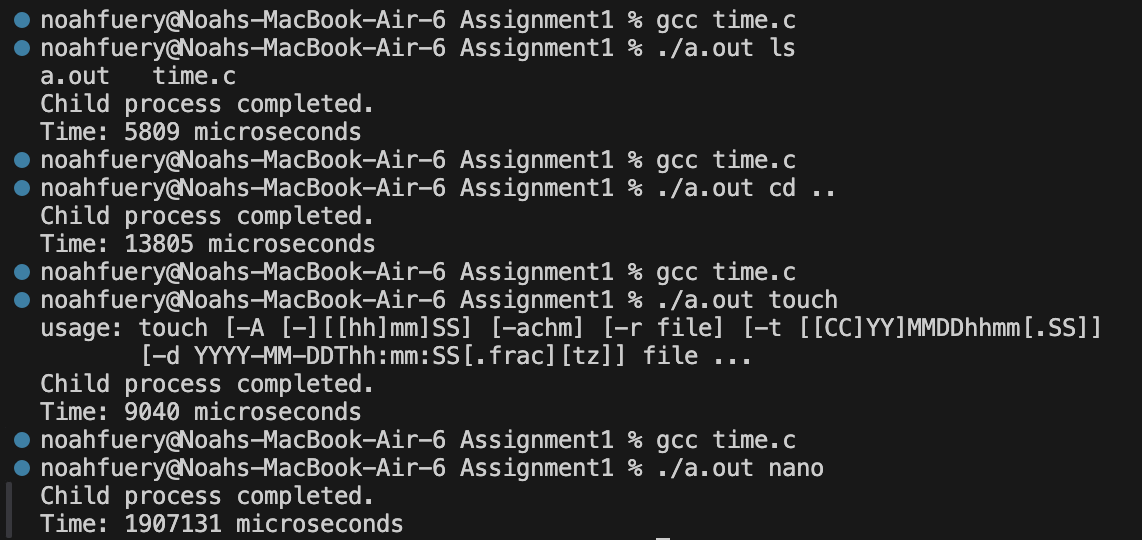 noahfuery@Noahs-MacBook-Air-6 Assignment1 % gcc time.c
noahfuery@Noahs-MacBook-Air-6 Assignment1 % ./a.out ls
a.out   time.c
Child process completed.
Time: 5809 microseconds
noahfuery@Noahs-MacBook-Air-6 Assignment1 % gcc time.c
noahfuery@Noahs-MacBook-Air-6 Assignment1 % ./a.out cd ..
Child process completed.
Time: 13805 microseconds
noahfuery@Noahs-MacBook-Air-6 Assignment1 % gcc time.c
noahfuery@Noahs-MacBook-Air-6 Assignment1 % ./a.out touch
usage: touch [-A [-][[hh]mm]SS] [-achm] [-r file] [-t [[CC]YY]MMDDhhmm[.SS]]
       [-d YYYY-MM-DDThh:mm:SS[.frac][tz]] file ...
Child process completed.
Time: 9040 microseconds
noahfuery@Noahs-MacBook-Air-6 Assignment1 % gcc time.c
noahfuery@Noahs-MacBook-Air-6 Assignment1 % ./a.out nano
Child process completed.
Time: 1907131 microseconds